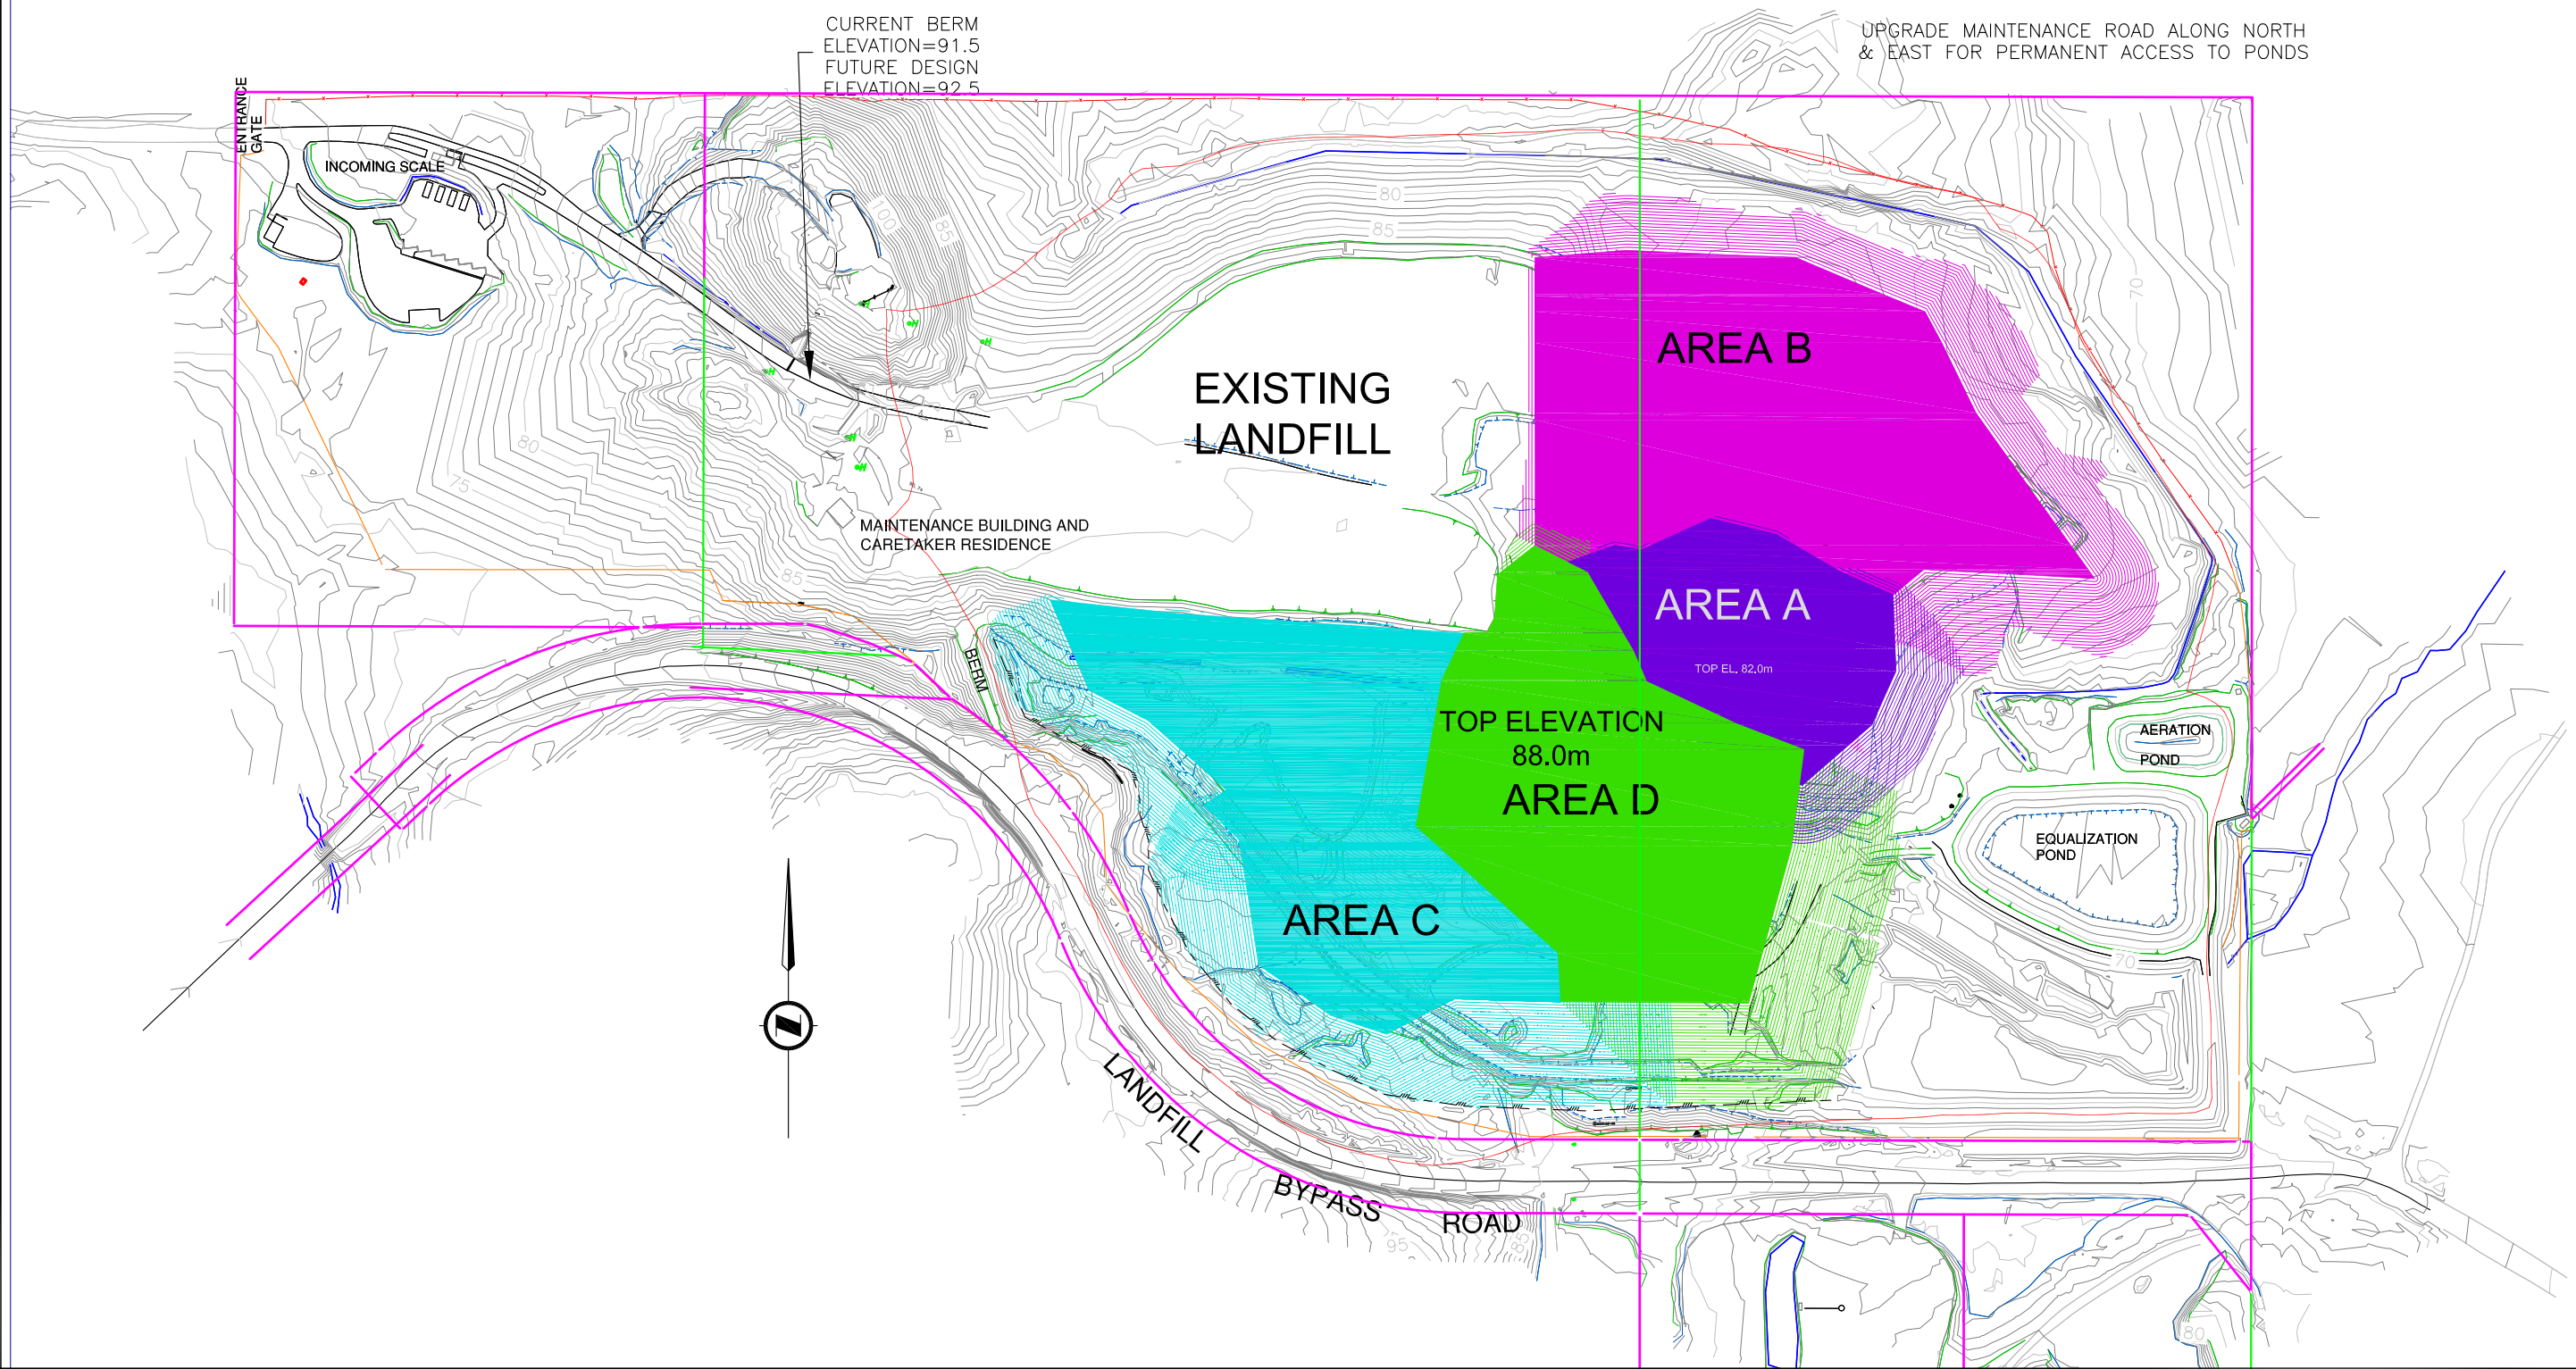 CURRENT BERM
ELEVATION=91.5
FUTURE DESIGN
ELEVATION=92.5
UPGRADE MAINTENANCE ROAD ALONG NORTH
& EAST FOR PERMANENT ACCESS TO PONDS
ENTRANCE
GATE
INCOMING SCALE
100
85
80
85
70
EXISTING
LANDFILL
AREA B
80
75
MAINTENANCE BUILDING AND
CARETAKER RESIDENCE
85
AREA A
TOP EL. 82.0m
BERM
TOP ELEVATION
88.0m
AREA D
AERATION
POND
EQUALIZATION
POND
AREA C
70
N
LANDFILL
BYPASS
ROAD
95
85
80